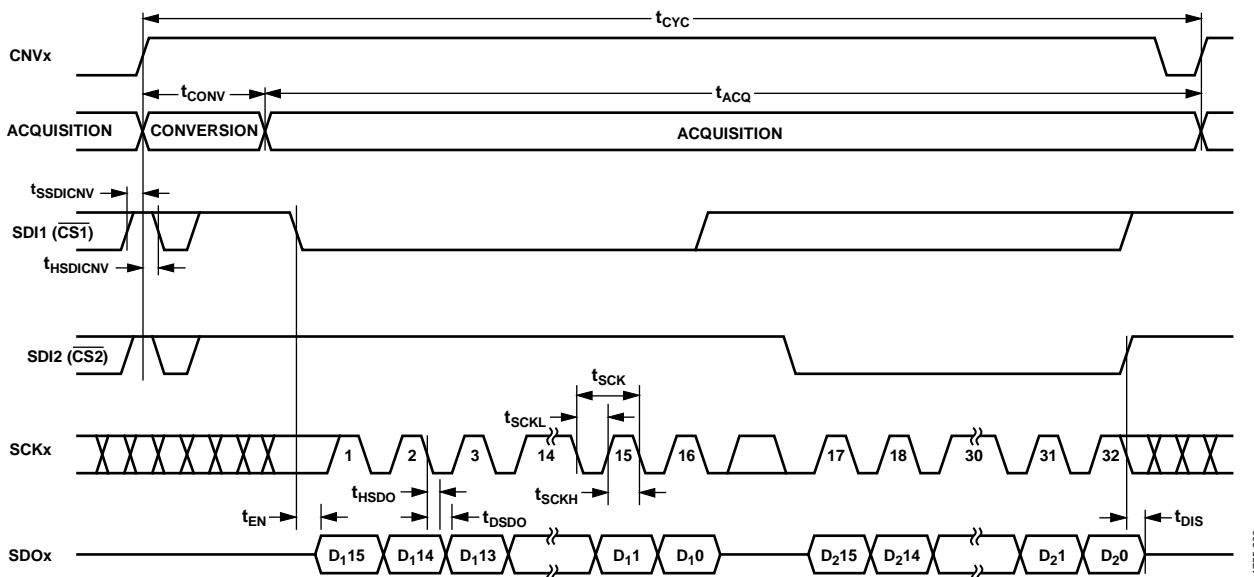 tCYC
CNVx
tCONV
tACQ
ACQUISITION CONVERSION ACQUISITION
tSSDICNV
SDI1 (CS1)
tHSDICNV
SDI2 (CS2)
tSCK
tSCKL
SCKx 1 2 3 14 15 16 17 18 30 31 32
tHSDO
tSCKH
tEN
tDSDO
tDIS
SDOx D115 D114 D113 D11 D10 D215 D214 D21 D20